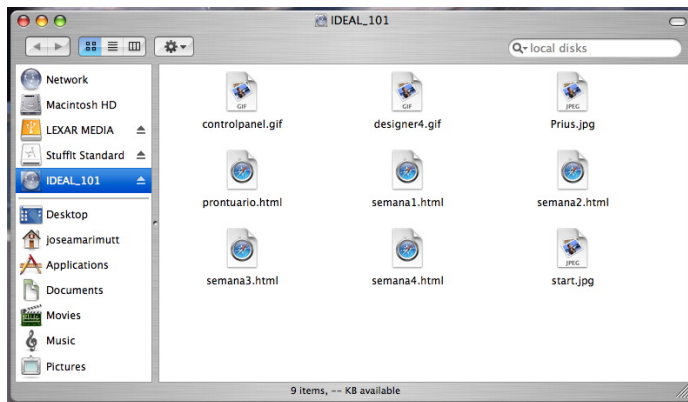 IDEAL_101
local disks
Network
Macintosh HD
LEXAR MEDIA
StuffIt Standard
IDEAL_101
Desktop
joseamarimutt
Applications
Documents
Movies
Music
Pictures
GIF
GIF
JPEG
controlpanel.gif designer4.gif Prius.jpg
prontuario.html semana1.html semana2.html
JPEG
semana3.html semana4.html start.jpg
9 items, -- KB available